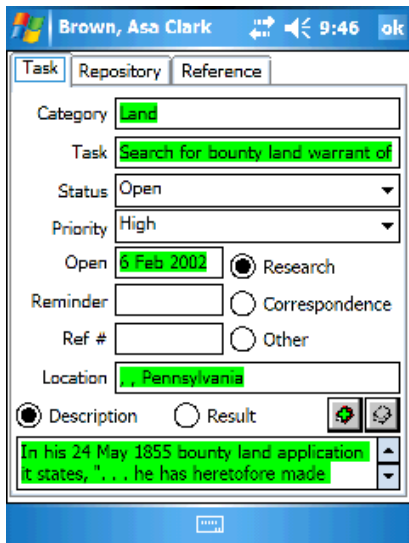 Brown, Asa Clark 9:46 ok
Task Repository Reference
Category Land
Task Search for bounty land warrant of
Status Open
Priority High
Open 6 Feb 2002 Research
Reminder Correspondence
Ref # Other
Location , , Pennsylvania
Description Result
In his 24 May 1855 bounty land application
it states, ". . . he has heretofore made